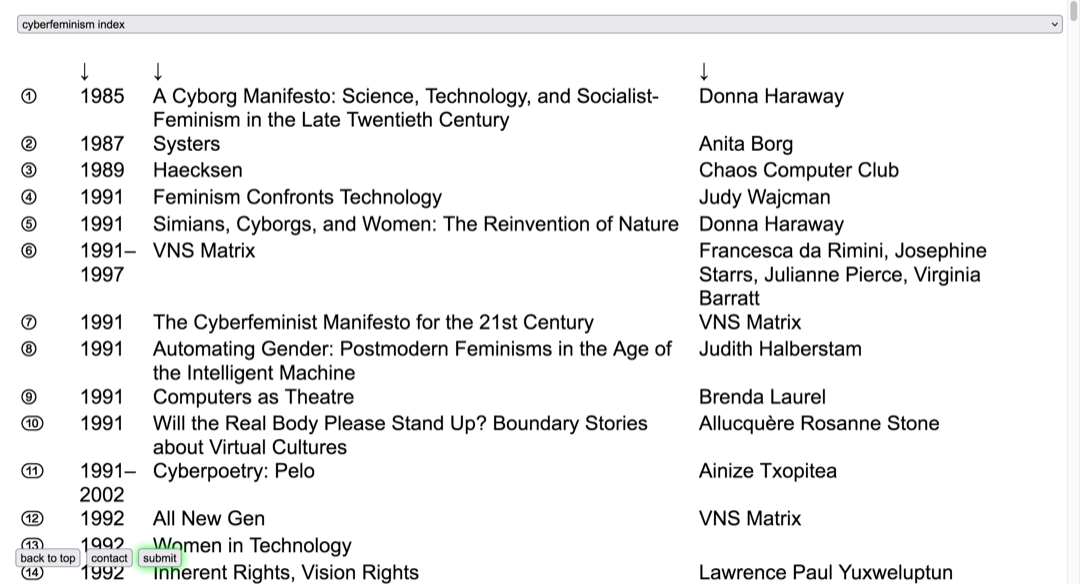 cyberfeminism index
↓ ↓ ↓
① 1985 A Cyborg Manifesto: Science, Technology, and Socialist- Donna Haraway
Feminism in the Late Twentieth Century
② 1987 Systers Anita Borg
③ 1989 Haecksen Chaos Computer Club
④ 1991 Feminism Confronts Technology Judy Wajcman
⑤ 1991 Simians, Cyborgs, and Women: The Reinvention of Nature Donna Haraway
⑥ 1991– VNS Matrix Francesca da Rimini, Josephine
1997 Starrs, Julianne Pierce, Virginia
Barratt
⑦ 1991 The Cyberfeminist Manifesto for the 21st Century VNS Matrix
⑧ 1991 Automating Gender: Postmodern Feminisms in the Age of Judith Halberstam
the Intelligent Machine
⑨ 1991 Computers as Theatre Brenda Laurel
⑩ 1991 Will the Real Body Please Stand Up? Boundary Stories Allucquère Rosanne Stone
about Virtual Cultures
⑪ 1991– Cyberpoetry: Pelo Ainize Txopitea
2002
⑫ 1992 All New Gen VNS Matrix
⑬ 1992 Women in Technology
back to top contact submit
⑭ 1992 Inherent Rights, Vision Rights Lawrence Paul Yuxweluptun